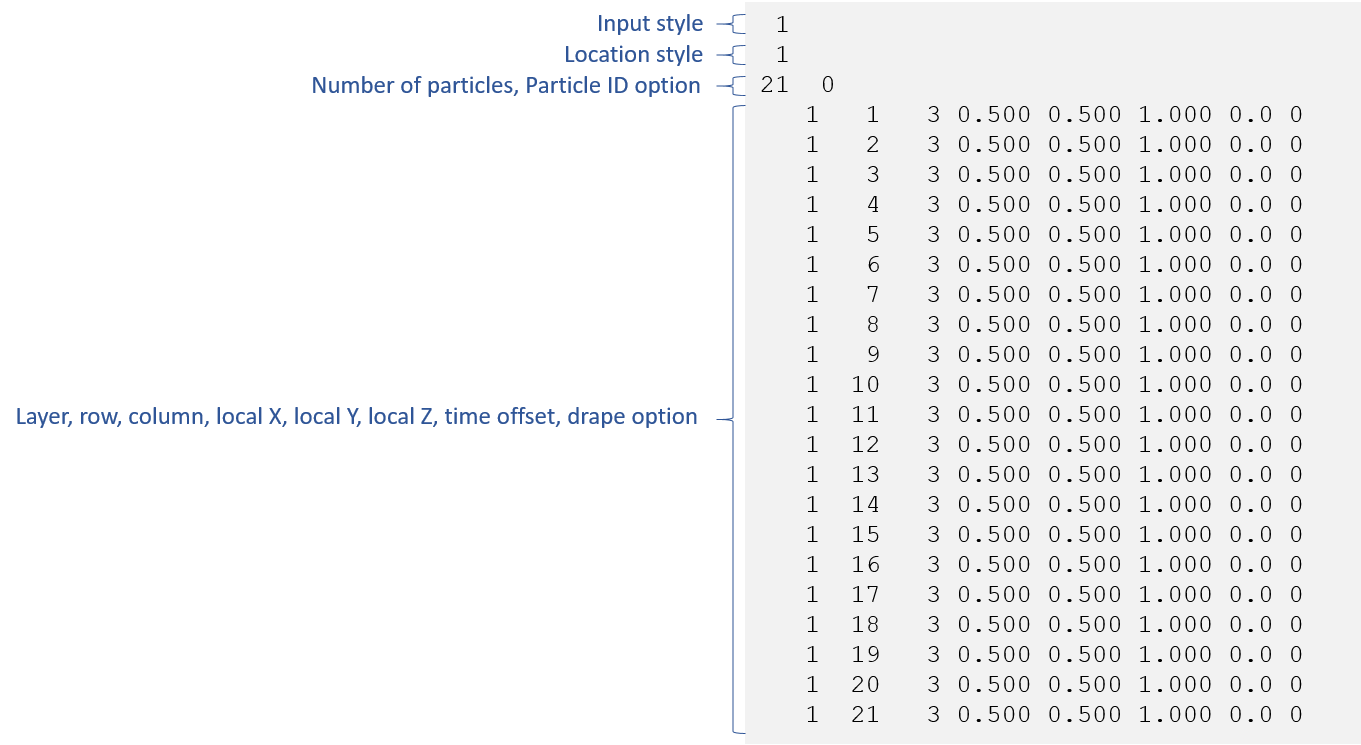 Input style 1
Location style 1
Number of particles, Particle ID option 21 0
1 1 3 0.500 0.500 1.000 0.0 0
1 2 3 0.500 0.500 1.000 0.0 0
1 3 3 0.500 0.500 1.000 0.0 0
1 4 3 0.500 0.500 1.000 0.0 0
1 5 3 0.500 0.500 1.000 0.0 0
1 6 3 0.500 0.500 1.000 0.0 0
1 7 3 0.500 0.500 1.000 0.0 0
1 8 3 0.500 0.500 1.000 0.0 0
1 9 3 0.500 0.500 1.000 0.0 0
1 10 3 0.500 0.500 1.000 0.0 0
Layer, row, column, local X, local Y, local Z, time offset, drape option 1 11 3 0.500 0.500 1.000 0.0 0
1 12 3 0.500 0.500 1.000 0.0 0
1 13 3 0.500 0.500 1.000 0.0 0
1 14 3 0.500 0.500 1.000 0.0 0
1 15 3 0.500 0.500 1.000 0.0 0
1 16 3 0.500 0.500 1.000 0.0 0
1 17 3 0.500 0.500 1.000 0.0 0
1 18 3 0.500 0.500 1.000 0.0 0
1 19 3 0.500 0.500 1.000 0.0 0
1 20 3 0.500 0.500 1.000 0.0 0
1 21 3 0.500 0.500 1.000 0.0 0